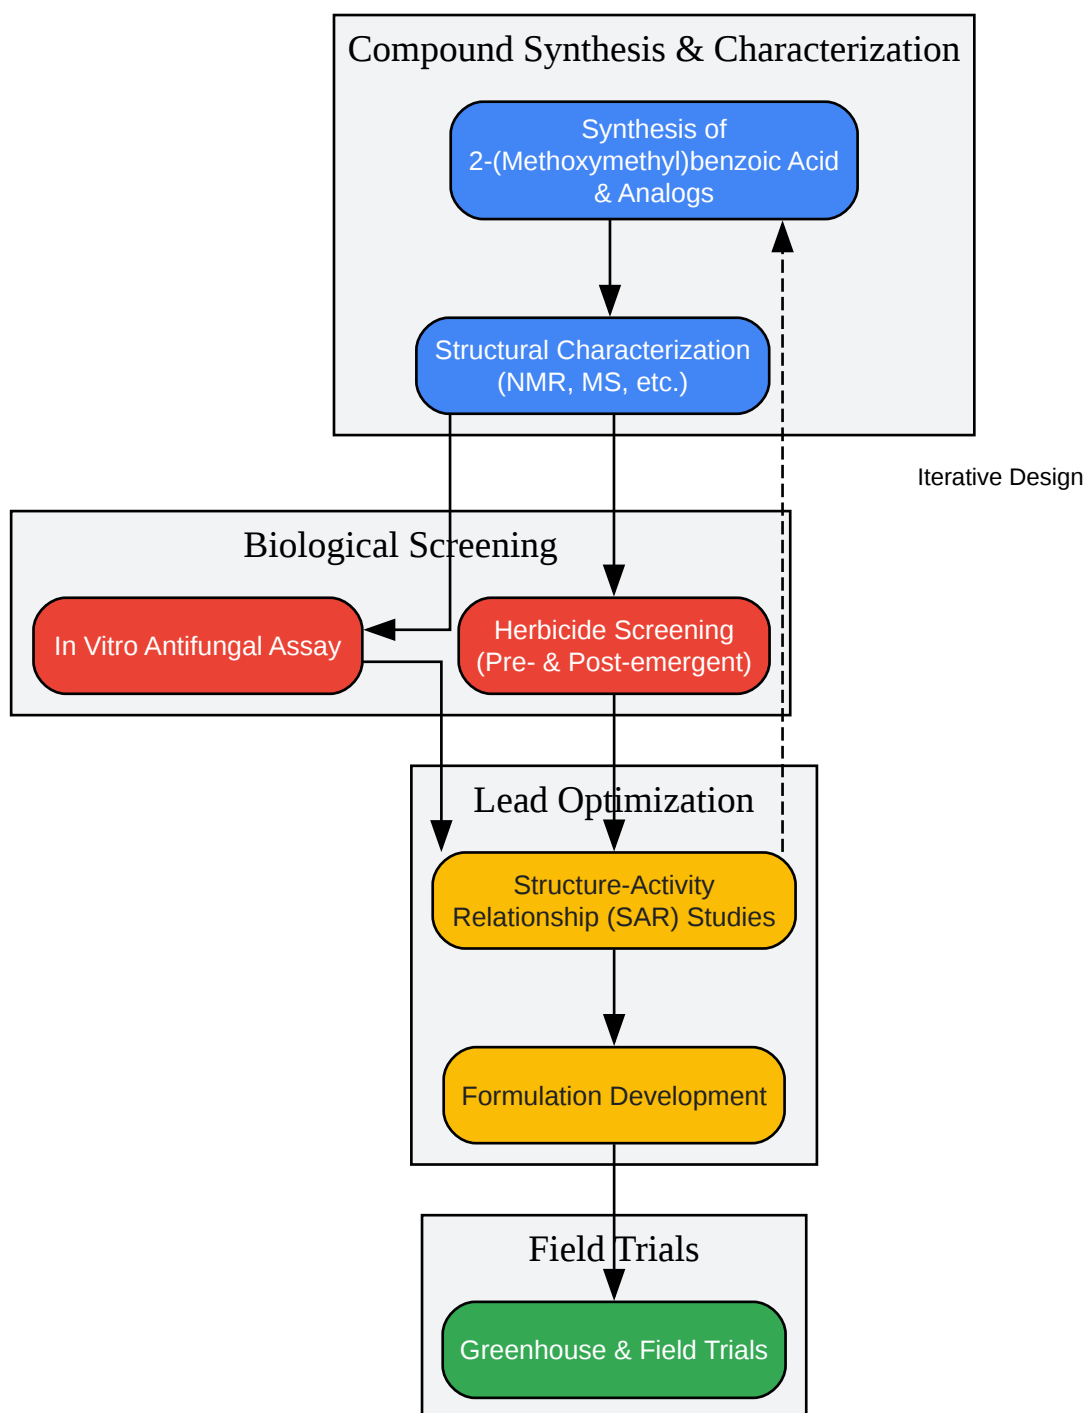 Compound Synthesis & Characterization
Synthesis of
2-(Methoxymethyl)benzoic Acid
& Analogs
Structural Characterization
(NMR, MS, etc.)
Iterative Design
Biological Screening
In Vitro Antifungal Assay
Herbicide Screening
(Pre- & Post-emergent)
Lead Optimization
Structure-Activity
Relationship (SAR) Studies
Formulation Development
Field Trials
Greenhouse & Field Trials